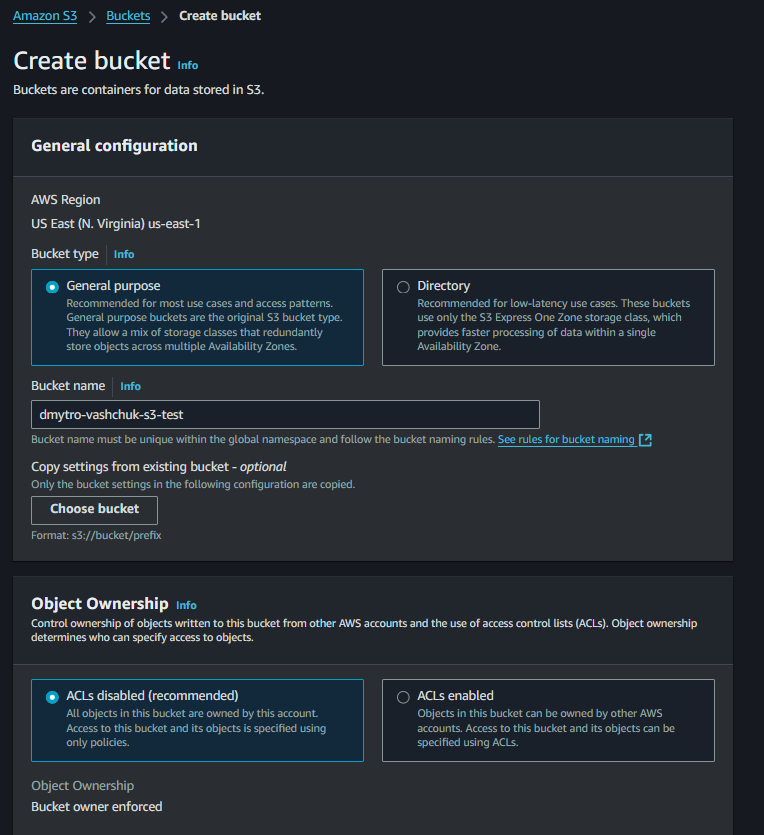 Amazon S3 > Buckets > Create bucket
Create bucket Info
Buckets are containers for data stored in S3.
General configuration
AWS Region
US East (N. Virginia) us-east-1
Bucket type Info
General purpose
Recommended for most use cases and access patterns.
General purpose buckets are the original S3 bucket type.
They allow a mix of storage classes that redundantly
store objects across multiple Availability Zones.
Directory
Recommended for low-latency use cases. These buckets
use only the S3 Express One Zone storage class, which
provides faster processing of data within a single
Availability Zone.
Bucket name Info
dmytro-vashchuk-s3-test
Bucket name must be unique within the global namespace and follow the bucket naming rules. See rules for bucket naming
Copy settings from existing bucket - optional
Only the bucket settings in the following configuration are copied.
Choose bucket
Format: s3://bucket/prefix
Object Ownership Info
Control ownership of objects written to this bucket from other AWS accounts and the use of access control lists (ACLs). Object ownership
determines who can specify access to objects.
ACLs disabled (recommended)
All objects in this bucket are owned by this account.
Access to this bucket and its objects is specified using
only policies.
ACLs enabled
Objects in this bucket can be owned by other AWS
accounts. Access to this bucket and its objects can be
specified using ACLs.
Object Ownership
Bucket owner enforced